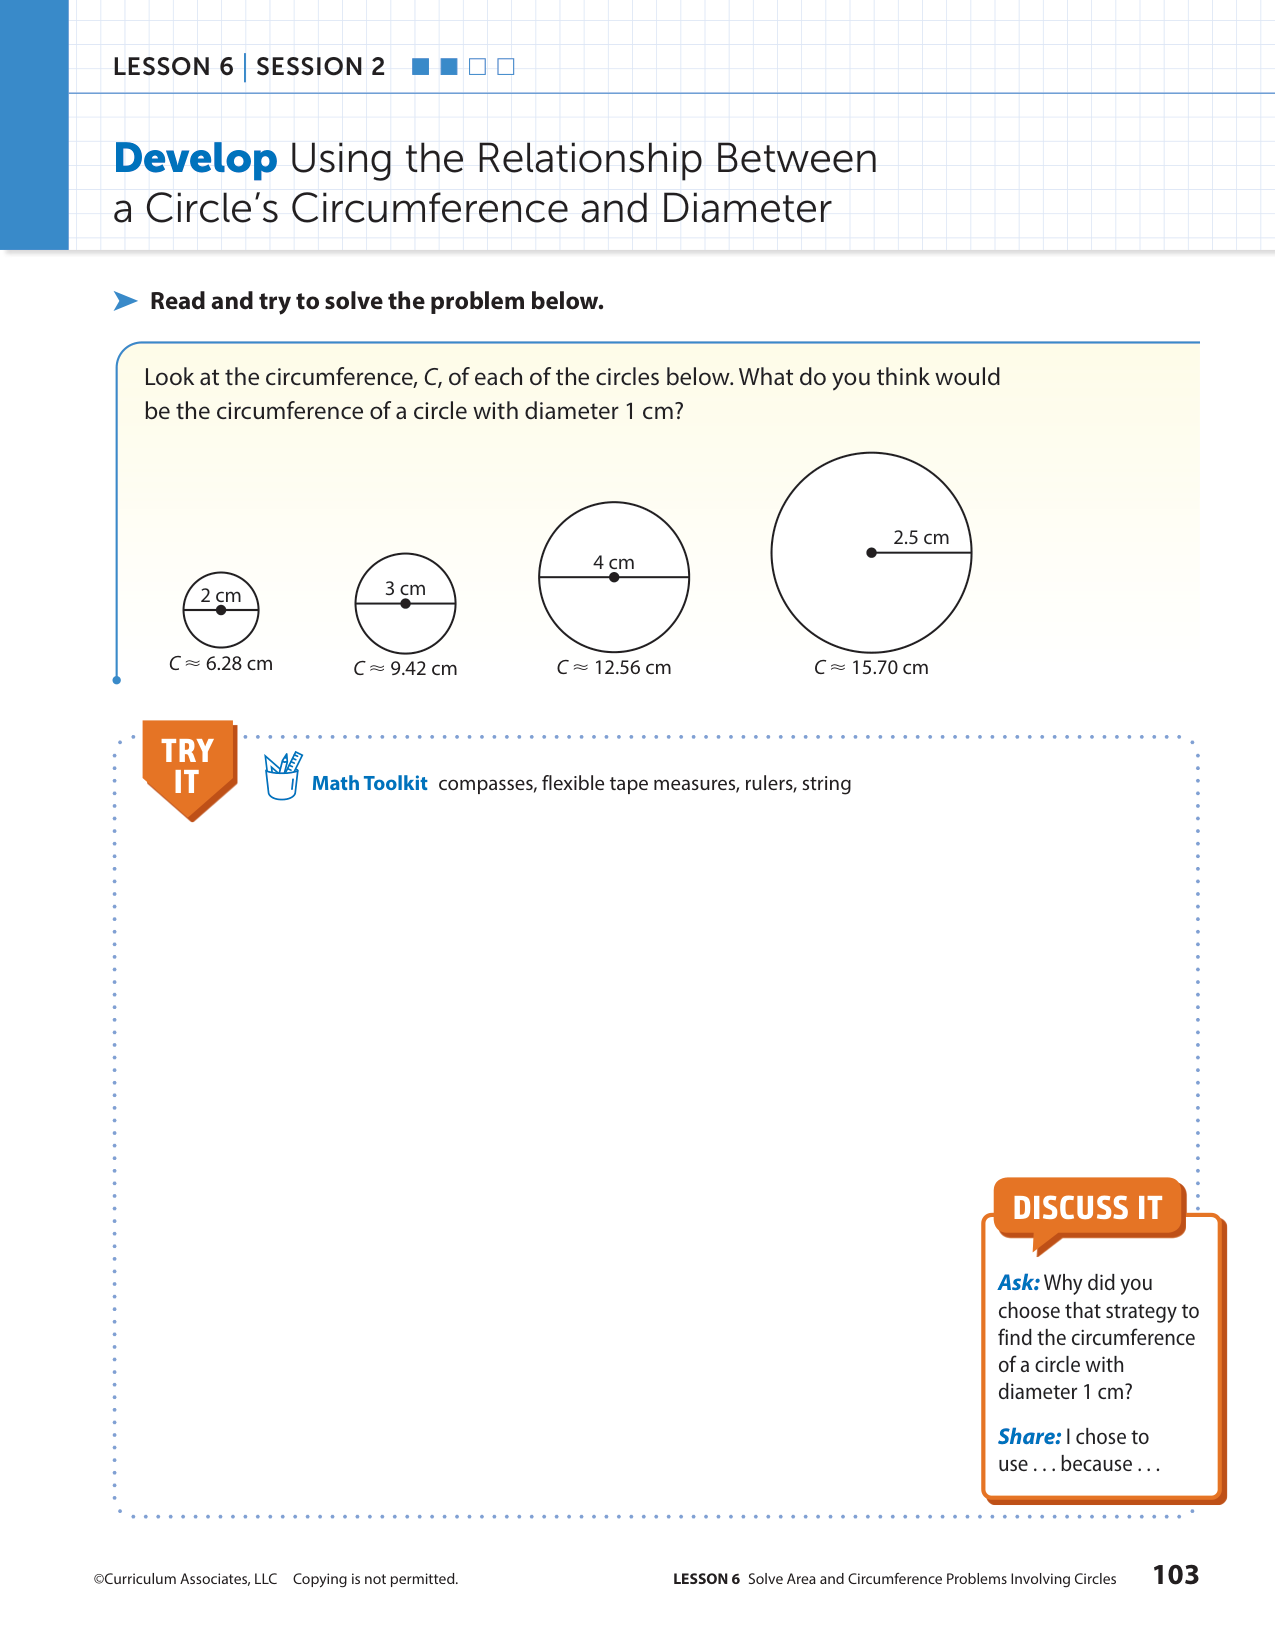 LESSON 6 | SESSION 2
Develop Using the Relationship Between
a Circle's Circumference and Diameter
Read and try to solve the problem below.
Look at the circumference, C, of each of the circles below. What do you think would
be the circumference of a circle with diameter 1 cm?
2 cm
C ≈ 6.28 cm
3 cm
C ≈ 9.42 cm
4 cm
C ≈ 12.56 cm
2.5 cm
C ≈ 15.70 cm
TRY
IT
Math Toolkit compasses, flexible tape measures, rulers, string
DISCUSS IT
Ask: Why did you
choose that strategy to
find the circumference
of a circle with
diameter 1 cm?
Share: I chose to
use . . . because . . .
©Curriculum Associates, LLC Copying is not permitted.
LESSON 6 Solve Area and Circumference Problems Involving Circles 103